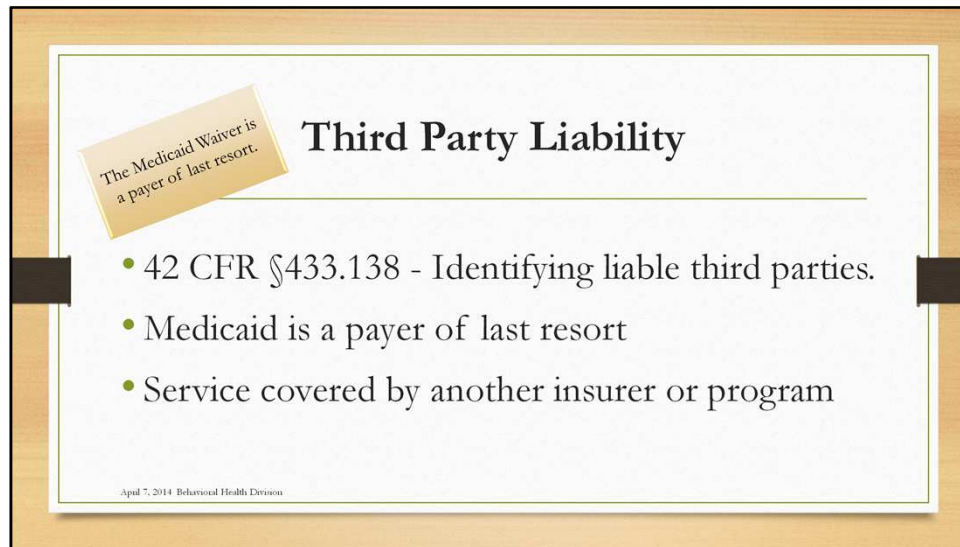 The Medicaid Waiver is
a payer of last resort.
Third Party Liability
• 42 CFR §433.138 - Identifying liable third parties.
• Medicaid is a payer of last resort
• Service covered by another insurer or program
April 7, 2014 Behavioral Health Division